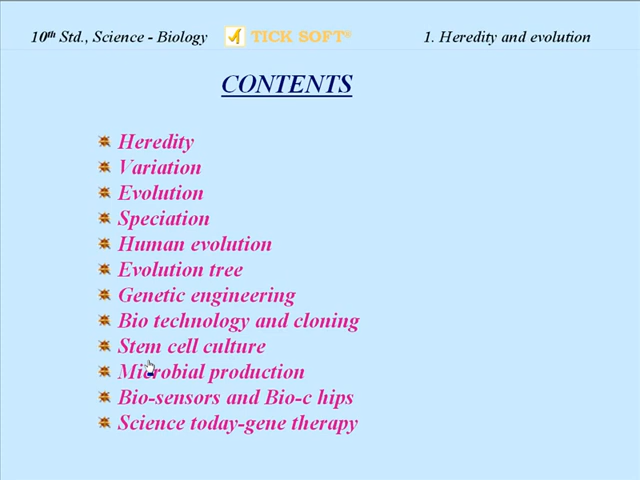 10th Std., Science - Biology TICK SOFT® 1. Heredity and evolution
CONTENTS
Heredity
Variation
Evolution
Speciation
Human evolution
Evolution tree
Genetic engineering
Bio technology and cloning
Stem cell culture
Microbial production
Bio-sensors and Bio-c hips
Science today-gene therapy